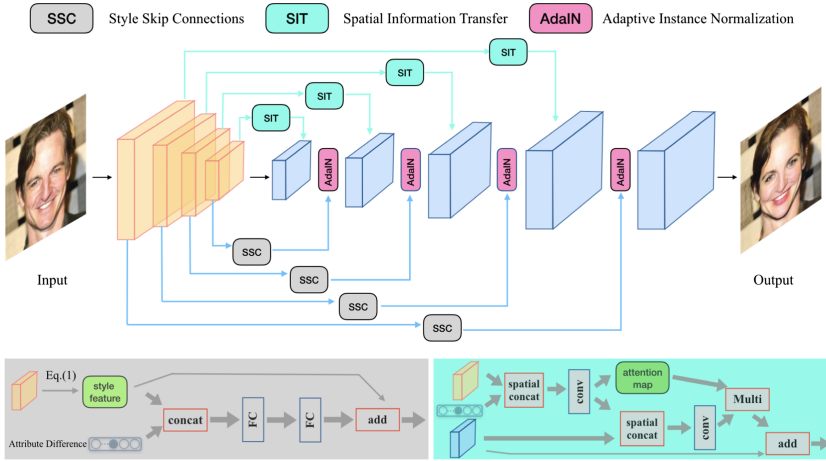 SSC Style Skip Connections SIT Spatial Information Transfer AdaIN Adaptive Instance Normalization
SIT
SIT
SIT
SIT
AdaIN AdaIN AdaIN AdaIN
SSC
SSC
SSC
SSC
Input Output
Eq.(1)
style
feature
concat FC FC add
Attribute Difference
spatial
concat
conv
attention
map
Multi
spatial
concat
conv
add